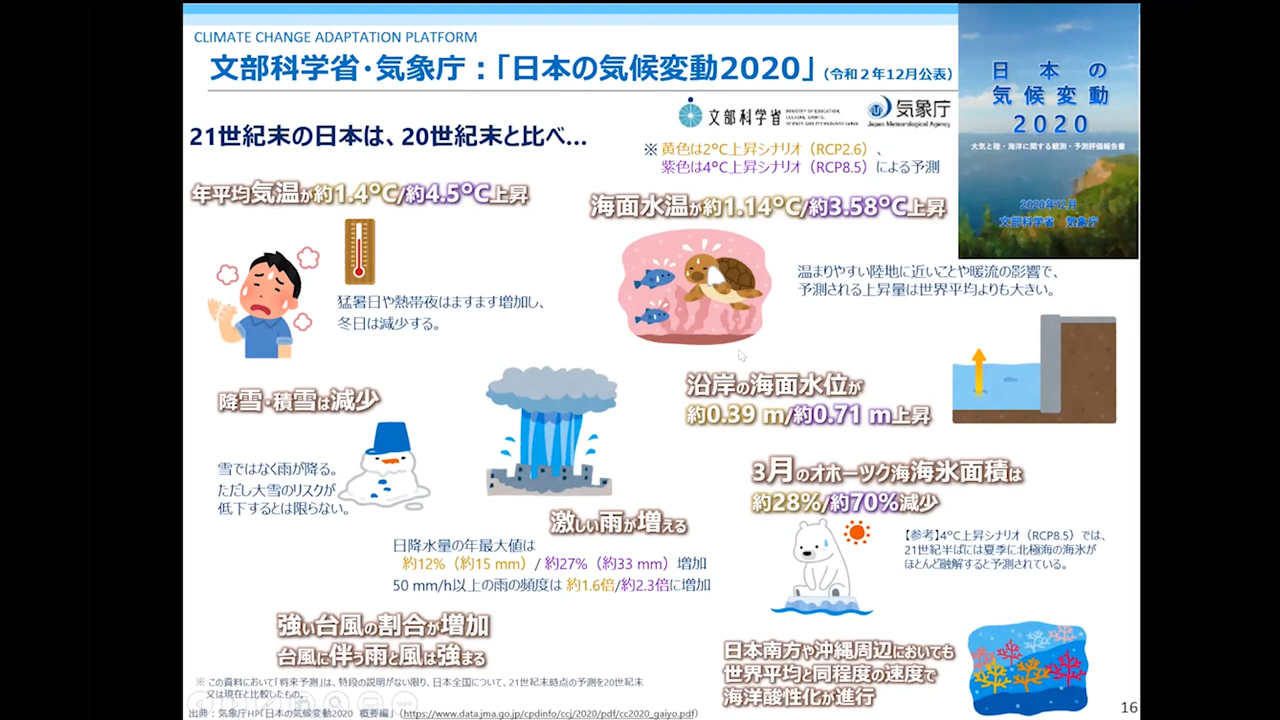 CLIMATE CHANGE ADAPTATION PLATFORM
文部科学省・気象庁：「日本の気候変動2020」（令和２年12月公表）
文部科学省
MINISTRY OF EDUCATION,
CULTURE, SPORTS,
SCIENCE AND TECHNOLOGY-JAPAN
気象庁
Japan Meteorological Agency
日本の
気候変動
2020
大気と陸・海洋に関する観測・予測評価報告書
2020年12月
文部科学省 気象庁
21世紀末の日本は、20世紀末と比べ…
※ 黄色は2℃上昇シナリオ（RCP2.6）、
紫色は4℃上昇シナリオ（RCP8.5）による予測
年平均気温が約1.4℃/約4.5℃上昇
猛暑日や熱帯夜はますます増加し、
冬日は減少する。
海面水温が約1.14℃/約3.58℃上昇
温まりやすい陸地に近いことや暖流の影響で、
予測される上昇量は世界平均よりも大きい。
降雪・積雪は減少
雪ではなく雨が降る。
ただし大雪のリスクが
低下するとは限らない。
沿岸の海面水位が
約0.39 m/約0.71 m上昇
激しい雨が増える
日降水量の年最大値は
約12%（約15 mm）/ 約27%（約33 mm）増加
50 mm/h以上の雨の頻度は 約1.6倍/約2.3倍に増加
3月のオホーツク海海氷面積は
約28%/約70%減少
【参考】4℃上昇シナリオ（RCP8.5）では、
21世紀半ばには夏季に北極海の海氷が
ほとんど融解すると予測されている。
強い台風の割合が増加
台風に伴う雨と風は強まる
日本南方や沖縄周辺においても
世界平均と同程度の速度で
海洋酸性化が進行
※ この資料において「将来予測」は、特段の説明がない限り、日本全国について、21世紀末時点の予測を20世紀末
又は現在と比較したもの。
出典：気象庁HP「日本の気候変動2020 概要編」（https://www.data.jma.go.jp/cpdinfo/ccj/2020/pdf/cc2020_gaiyo.pdf）
16